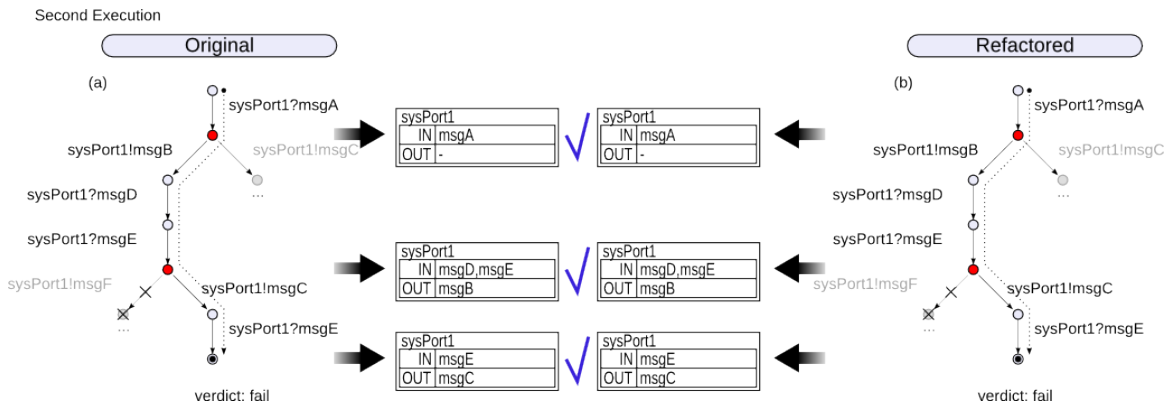 Second Execution
Original
Refactored
(a)
sysPort1?msgA
sysPort1!msgB
sysPort1!msgC
...
sysPort1?msgD
sysPort1?msgE
sysPort1!msgF
...
sysPort1!msgC
sysPort1?msgE
verdict: fail
sysPort1
IN msgA
OUT -
sysPort1
IN msgA
OUT -
sysPort1
IN msgD,msgE
OUT msgB
sysPort1
IN msgD,msgE
OUT msgB
sysPort1
IN msgE
OUT msgC
sysPort1
IN msgE
OUT msgC
(b)
sysPort1?msgA
sysPort1!msgB
sysPort1!msgC
...
sysPort1?msgD
sysPort1?msgE
sysPort1!msgF
...
sysPort1!msgC
sysPort1?msgE
verdict: fail